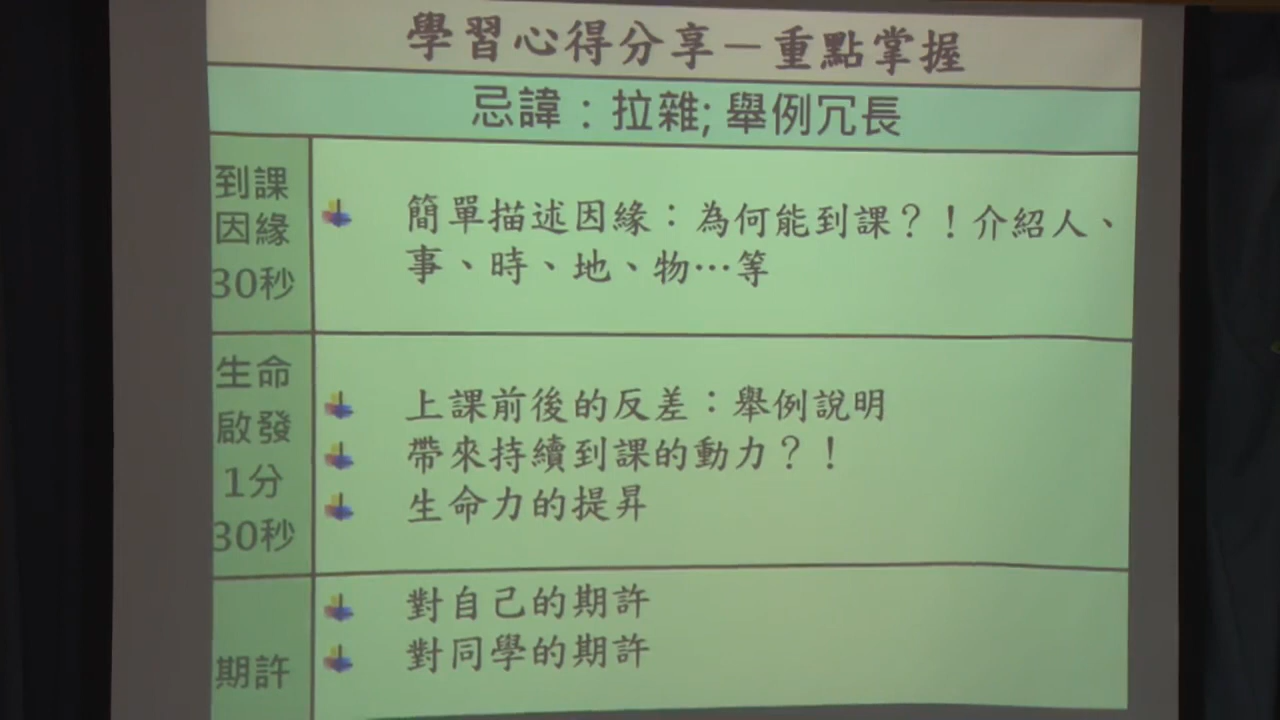 學習心得分享－重點掌握
忌諱：拉雜; 舉例冗長
到課
因緣
30秒
簡單描述因緣：為何能到課？！介紹人、
事、時、地、物…等
生命
啟發
1分
30秒
上課前後的反差：舉例說明
帶來持續到課的動力？！
生命力的提昇
期許
對自己的期許
對同學的期許